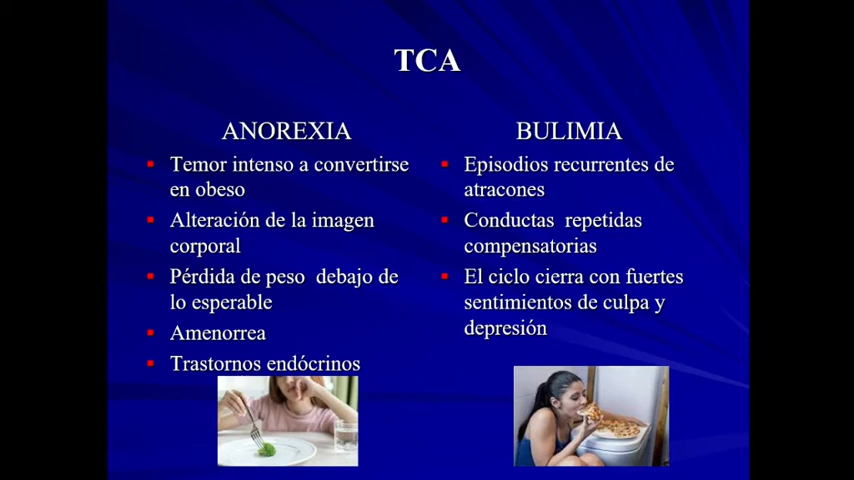 TCA
ANOREXIA
Temor intenso a convertirse
en obeso
Alteración de la imagen
corporal
Pérdida de peso debajo de
lo esperable
Amenorrea
Trastornos endócrinos
BULIMIA
Episodios recurrentes de
atracones
Conductas repetidas
compensatorias
El ciclo cierra con fuertes
sentimientos de culpa y
depresión